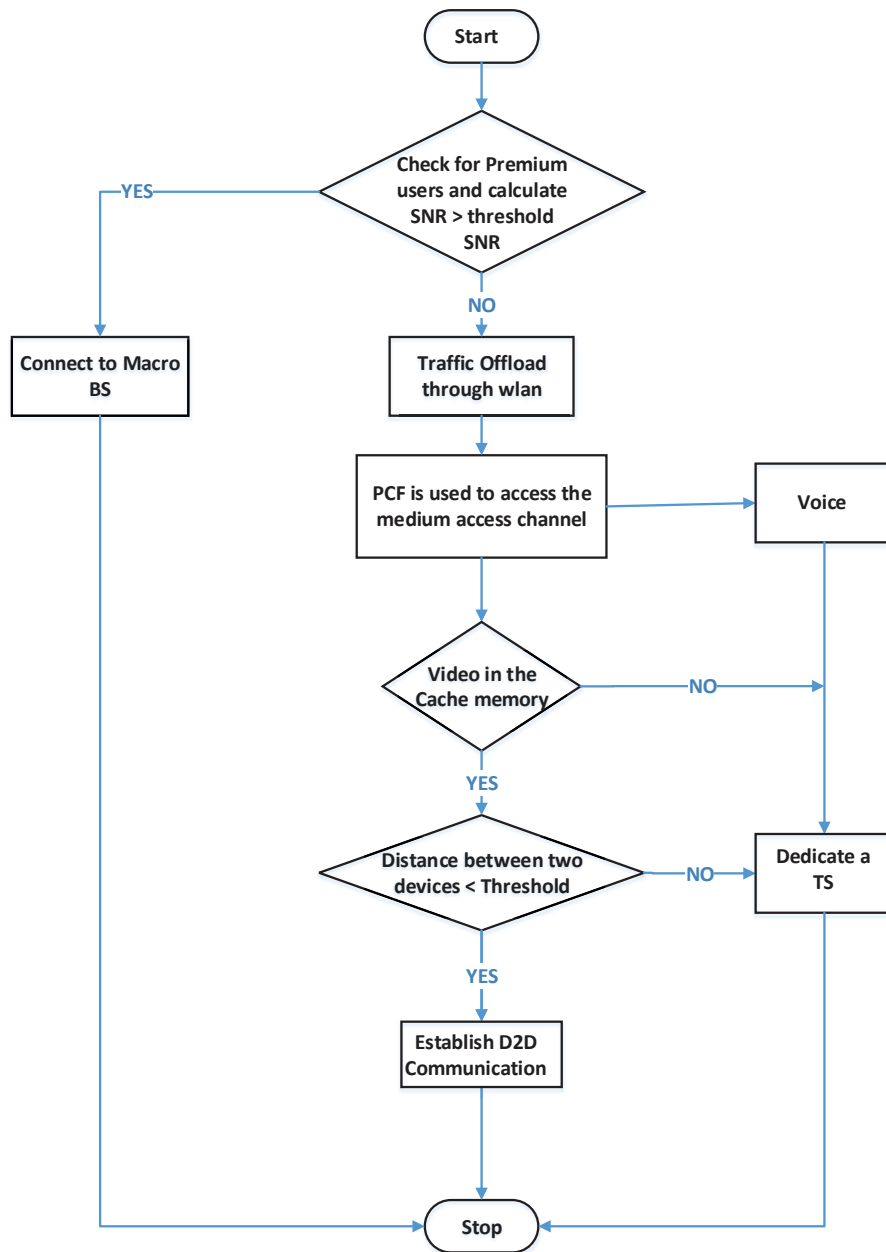 Start
Check for Premium
users and calculate
SNR > threshold
SNR
YES
NO
Connect to Macro
BS
Traffic Offload
through wlan
PCF is used to access the
medium access channel
Voice
Video in the
Cache memory
NO
YES
Distance between two
devices < Threshold
NO
Dedicate a
TS
YES
Establish D2D
Communication
Stop